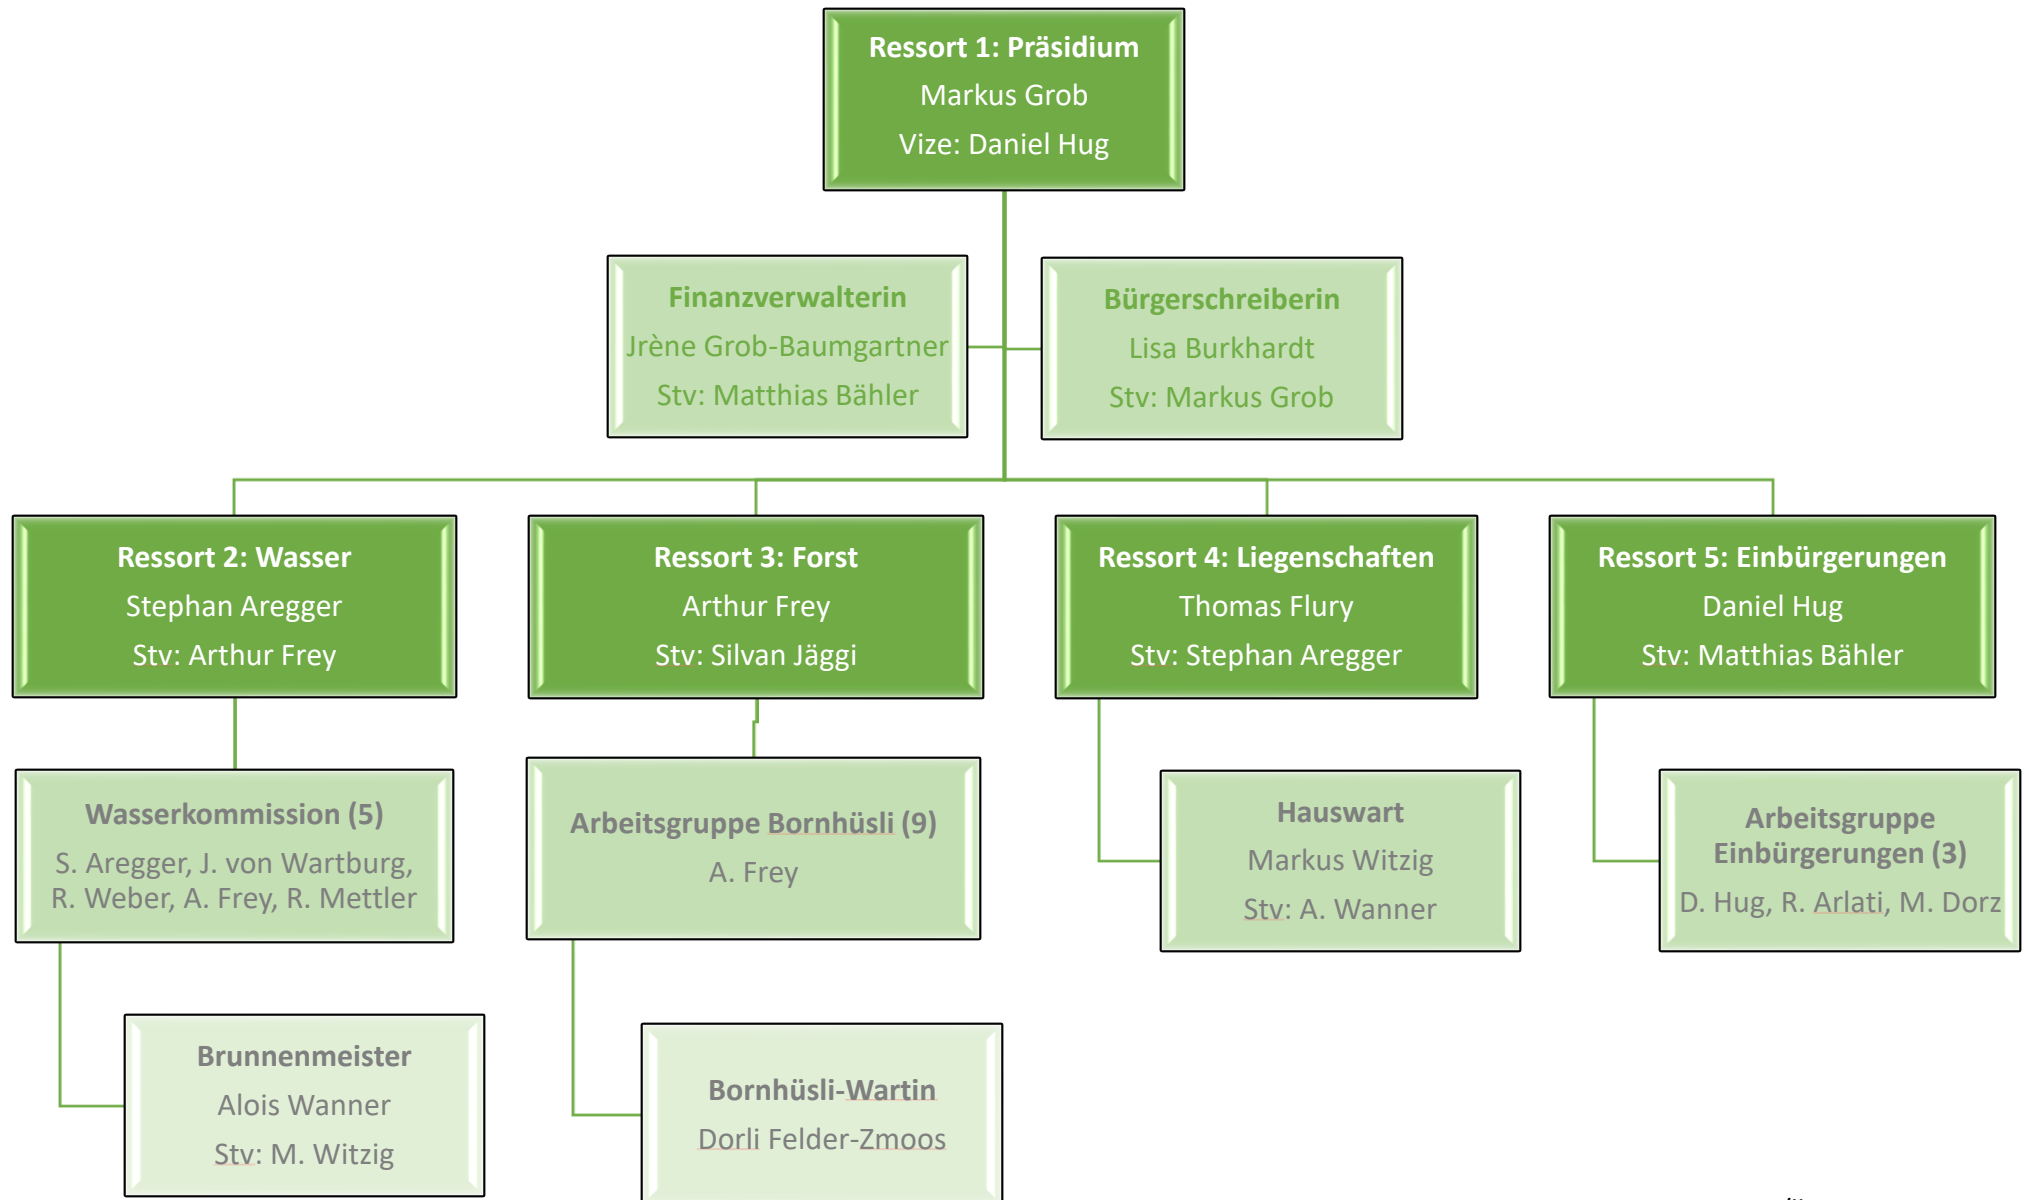 Ressort 1: Präsidium
Markus Grob
Vize: Daniel Hug
Finanzverwalterin
Jrène Grob-Baumgartner
Stv: Matthias Bähler
Bürgerschreiberin
Lisa Burkhardt
Stv: Markus Grob
Ressort 2: Wasser
Stephan Aregger
Stv: Arthur Frey
Ressort 3: Forst
Arthur Frey
Stv: Silvan Jäggi
Ressort 4: Liegenschaften
Thomas Flury
Stv: Stephan Aregger
Ressort 5: Einbürgerungen
Daniel Hug
Stv: Matthias Bähler
Wasserkommission (5)
S. Aregger, J. von Wartburg,
R. Weber, A. Frey, R. Mettler
Arbeitsgruppe Bornhüsli (9)
A. Frey
Hauswart
Markus Witzig
Stv: A. Wanner
Arbeitsgruppe
Einbürgerungen (3)
D. Hug, R. Arlati, M. Dorz
Brunnenmeister
Alois Wanner
Stv: M. Witzig
Bornhüsli-Wartin
Dorli Felder-Zmoos